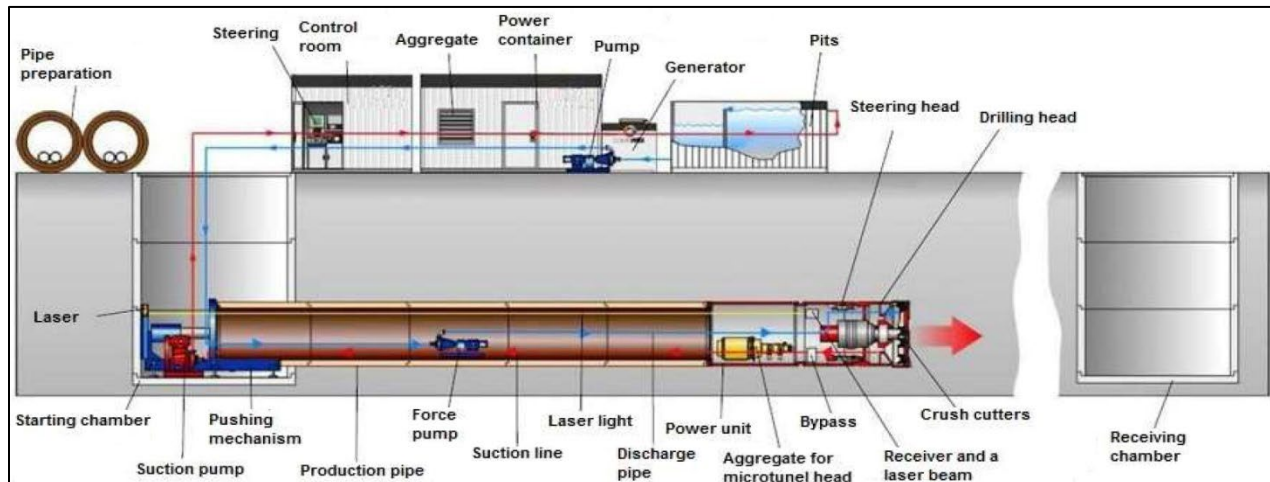 Pipe
preparation
Steering
Control
room
Aggregate
Power
container
Pump
Generator
Pits
Steering head
Drilling head
Laser
Starting chamber
Pushing
mechanism
Suction pump
Production pipe
Force
pump
Suction line
Laser light
Discharge
pipe
Power unit
Aggregate for
microtunel head
Bypass
Receiver and a
laser beam
Crush cutters
Receiving
chamber